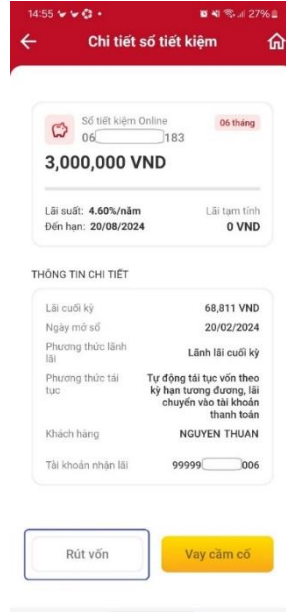 14:55
27%
Chi tiết sổ tiết kiệm
Sổ tiết kiệm Online
06 tháng
06 183
3,000,000 VND
Lãi suất: 4.60%/năm
Lãi tạm tính
Đến hạn: 20/08/2024
0 VND
THÔNG TIN CHI TIẾT
Lãi cuối kỳ
68,811 VND
Ngày mở sổ
20/02/2024
Phương thức lãnh
lãi
Lãnh lãi cuối kỳ
Phương thức tái
tục
Tự động tái tục vốn theo
kỳ hạn tương đương, lãi
chuyển vào tài khoản
thanh toán
Khách hàng
NGUYEN THUAN
Tài khoản nhận lãi
99999 006
Rút vốn
Vay cầm cố